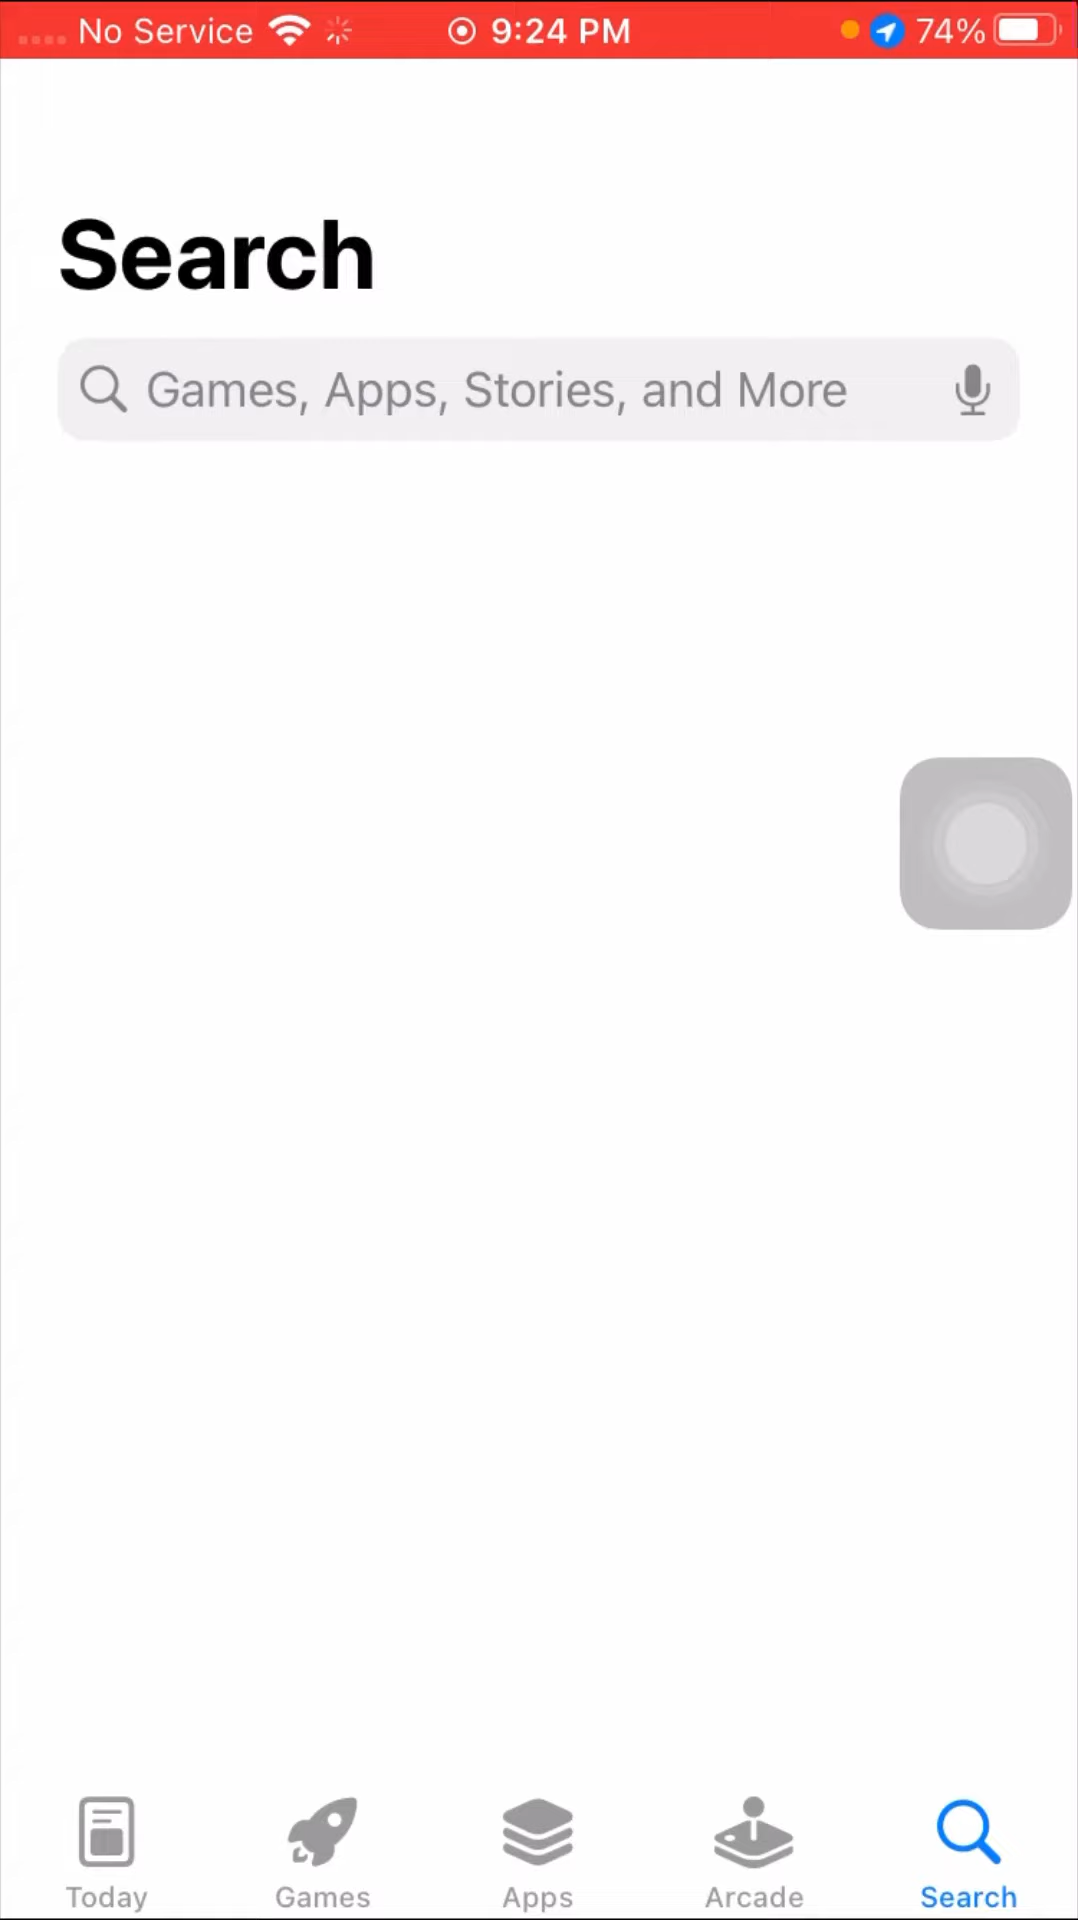 No Service 9:24 PM 74%
Search
Games, Apps, Stories, and More
Today Games Apps Arcade Search